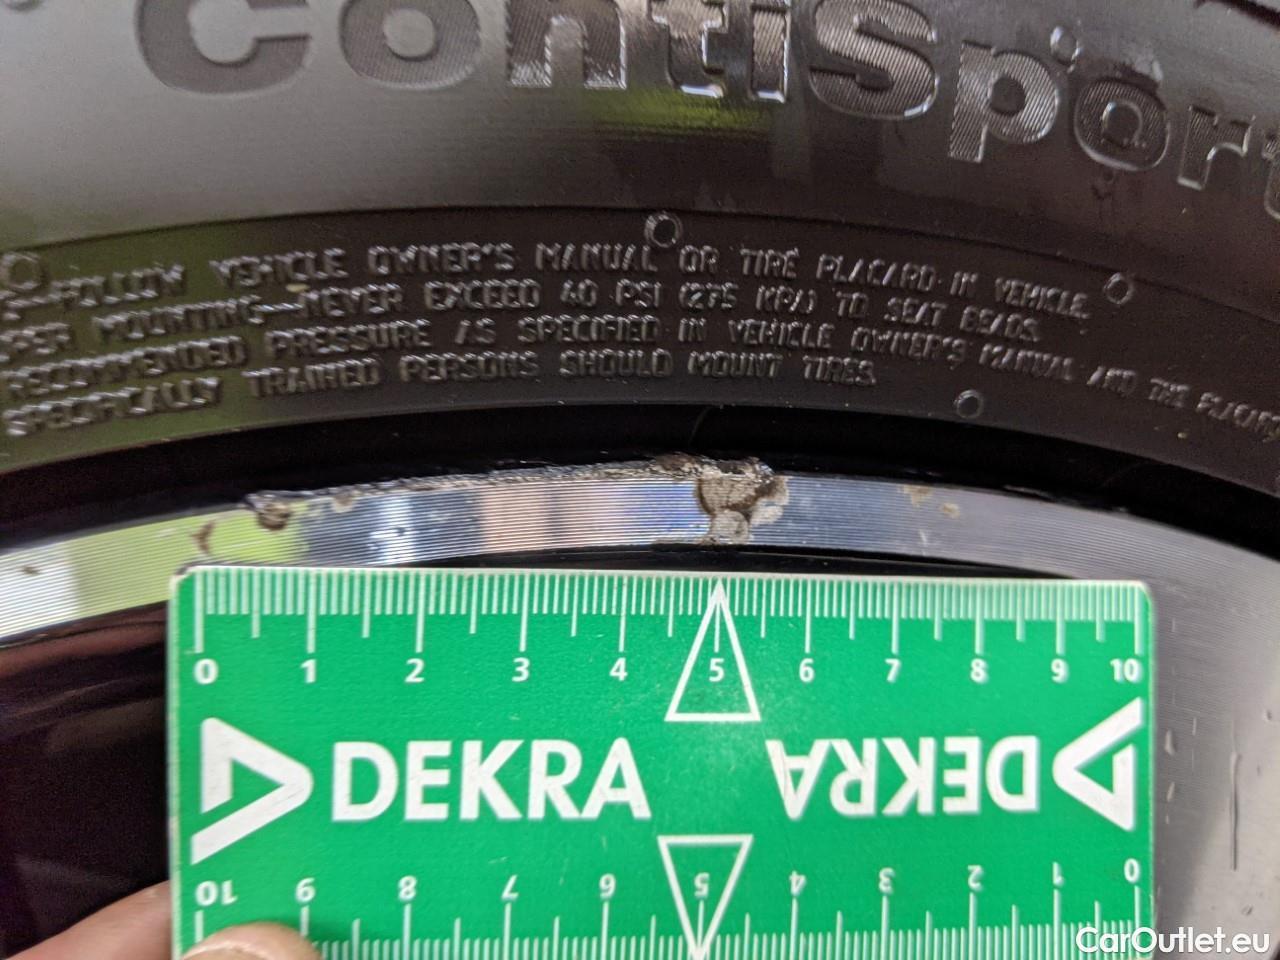 ContiSport
FOLLOW VEHICLE OWNER'S MANUAL OR TIRE PLACARD IN VEHICLE.
MOUNTING—NEVER EXCEED 40 PSI (275 KPA) TO SEAT BEADS.
RECOMMENDED PRESSURE AS SPECIFIED IN VEHICLE OWNER'S MANUAL AND THE PLACARD
SPECIFICALLY TRAINED PERSONS SHOULD MOUNT TIRES.
0 1 2 3 4 5 6 7 8 9 10
DEKRA DEKRA
10 9 8 7 6 5 4 3 2 1 0
CarOutlet.eu